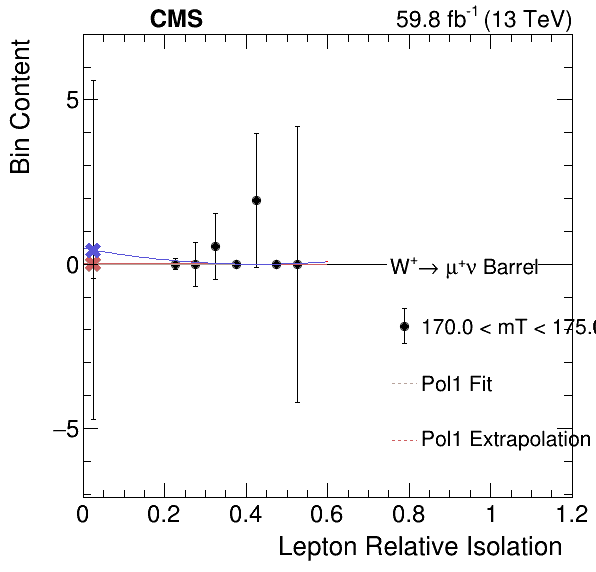 CMS 59.8 fb⁻¹ (13 TeV)
Bin Content
5
0
−5
W⁺→ μ⁺ν Barrel
170.0 < mT < 175.0
Pol1 Fit
Pol1 Extrapolation
0 0.2 0.4 0.6 0.8 1 1.2
Lepton Relative Isolation